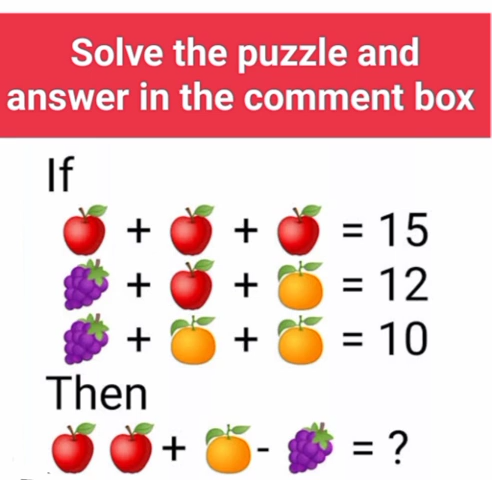 Solve the puzzle and
answer in the comment box
If
🍎 + 🍎 + 🍎 = 15
🍇 + 🍎 + 🍊 = 12
🍇 + 🍊 + 🍊 = 10
Then
🍎🍎+ 🍊- 🍇 = ?